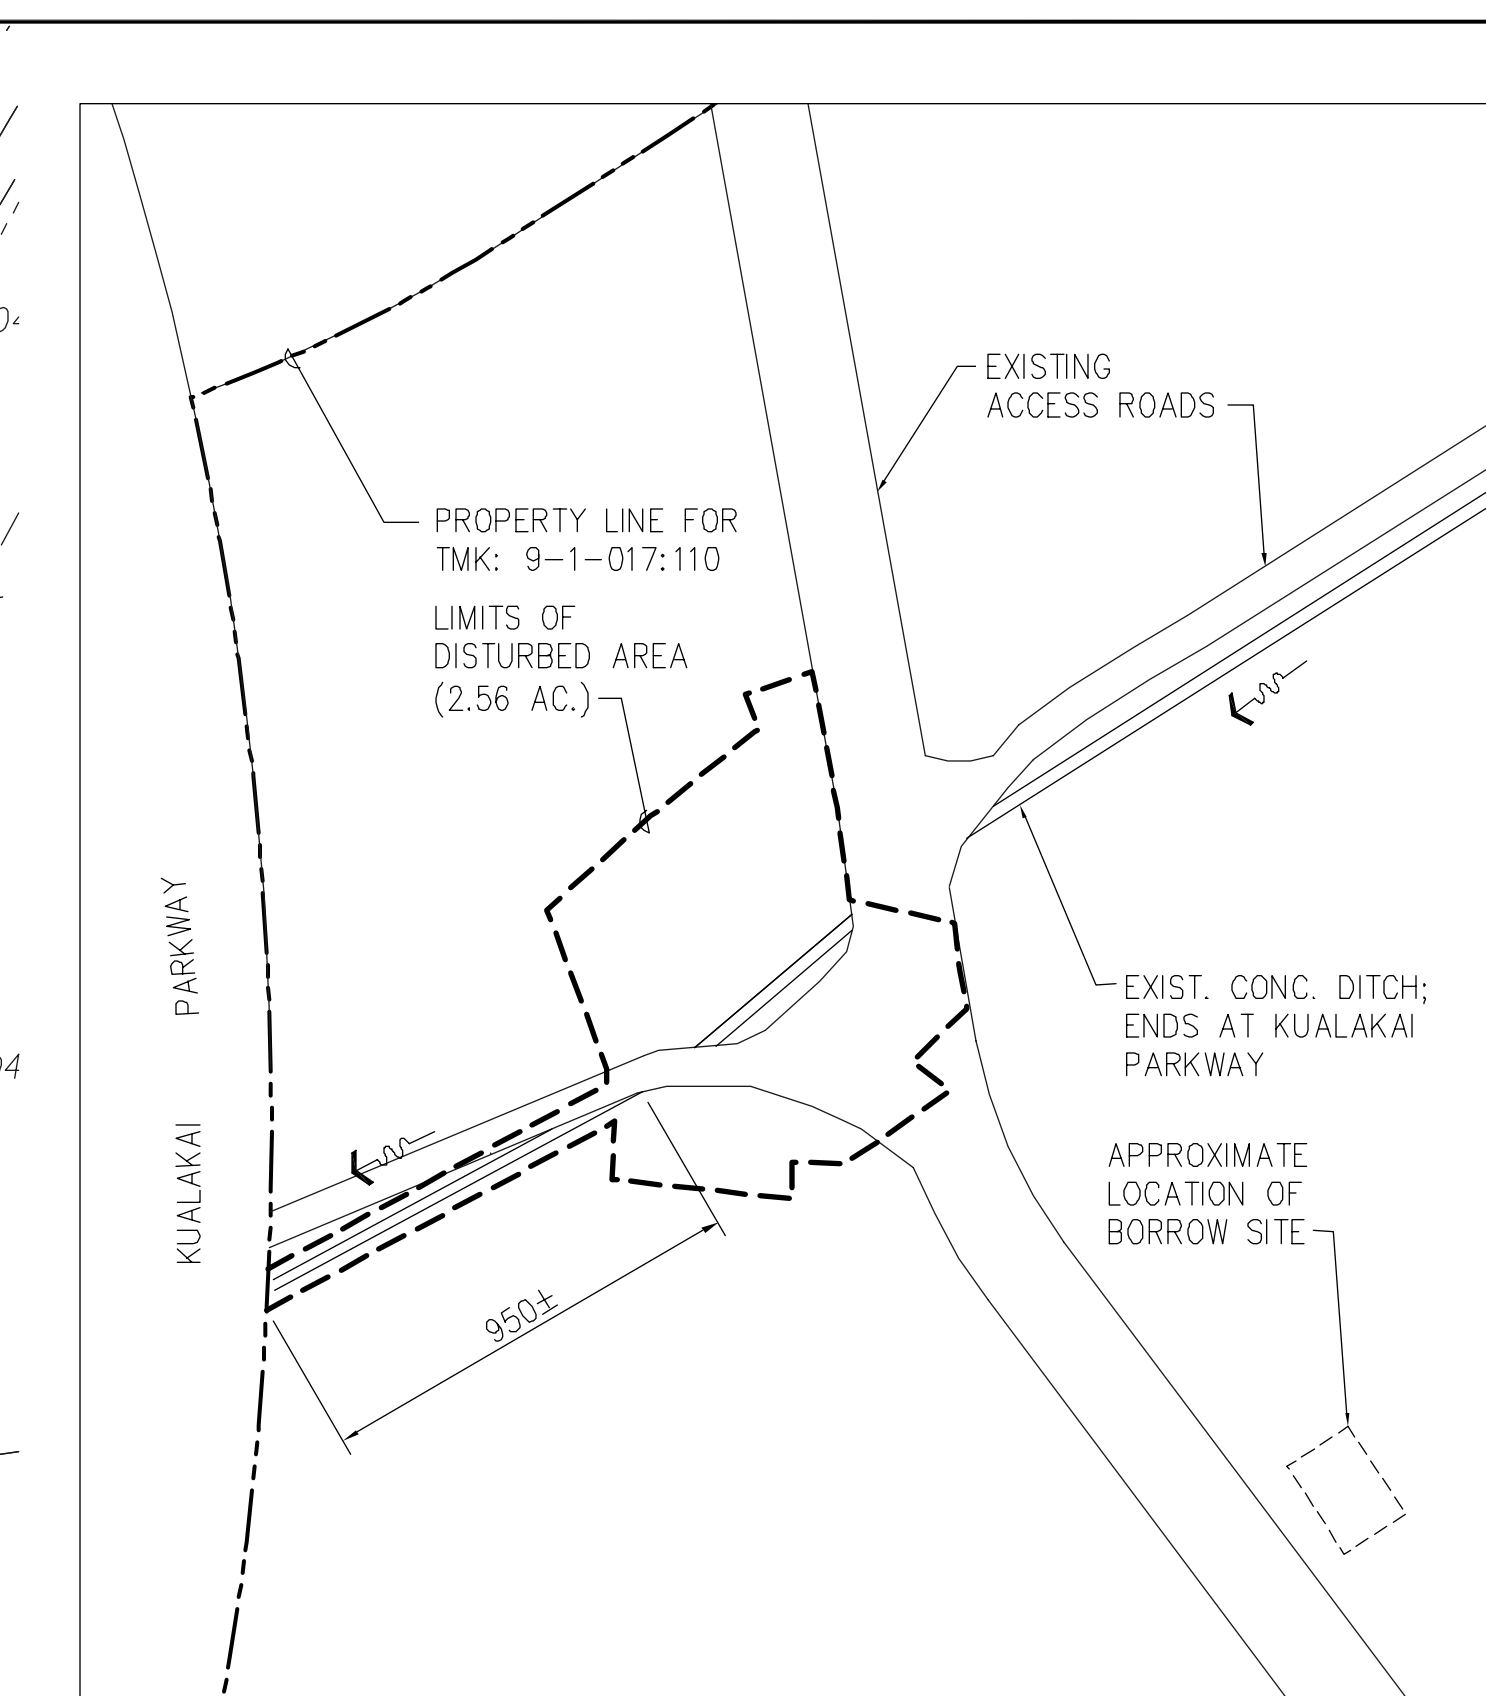 EXISTING
ACCESS ROADS
PROPERTY LINE FOR
TMK: 9-1-017:110
LIMITS OF
DISTURBED AREA
(2.56 AC.)
KUALAKAI PARKWAY
EXIST. CONC. DITCH;
ENDS AT KUALAKAI
PARKWAY
APPROXIMATE
LOCATION OF
BORROW SITE
950±